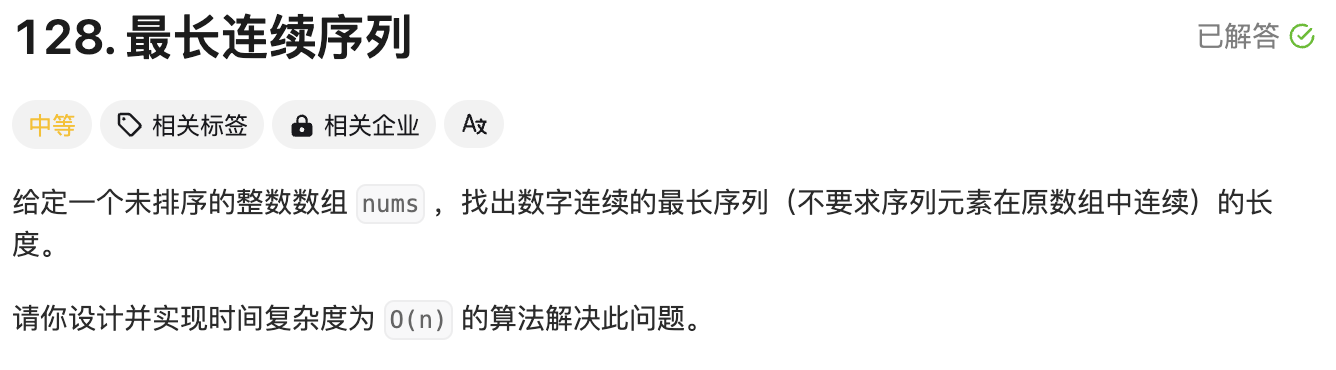 128. 最长连续序列
已解答
中等 相关标签 相关企业 Aあ
给定一个未排序的整数数组 nums ，找出数字连续的最长序列（不要求序列元素在原数组中连续）的长
度。
请你设计并实现时间复杂度为 O(n) 的算法解决此问题。